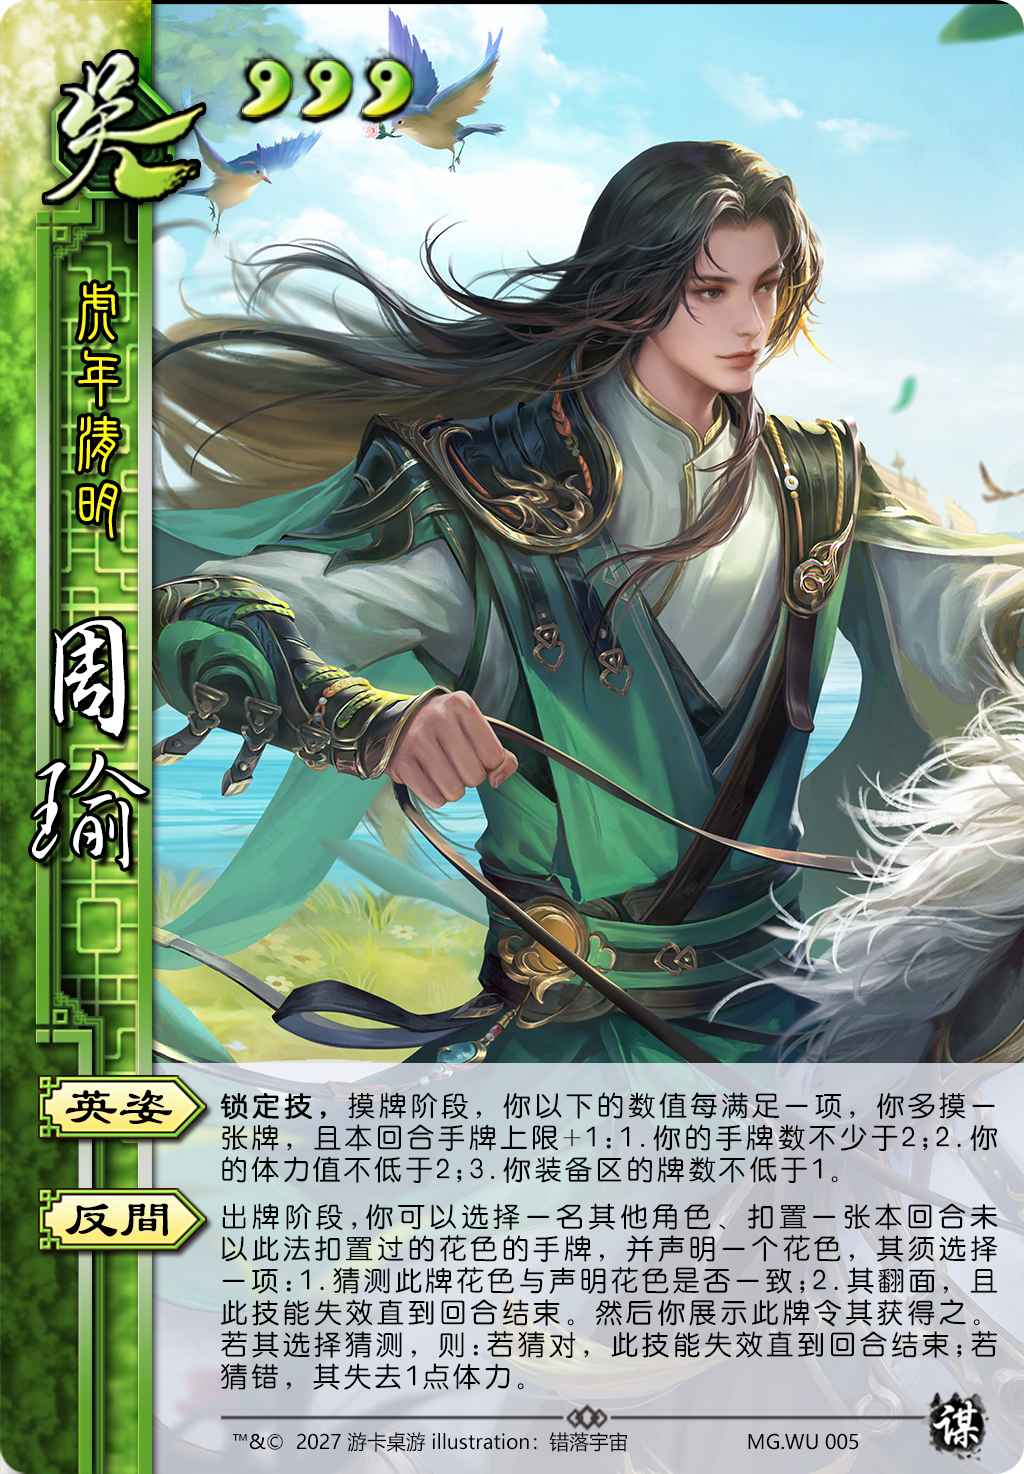 吴
虎年清明
周瑜
英姿
锁定技，摸牌阶段，你以下的数值每满足一项，你多摸一
张牌，且本回合手牌上限+1：1.你的手牌数不少于2；2.你
的体力值不低于2；3.你装备区的牌数不低于1。
反間
出牌阶段，你可以选择一名其他角色、扣置一张本回合未
以此法扣置过的花色的手牌，并声明一个花色，其须选择
一项：1.猜测此牌花色与声明花色是否一致；2.其翻面，且
此技能失效直到回合结束。然后你展示此牌令其获得之。
若其选择猜测，则：若猜对，此技能失效直到回合结束；若
猜错，其失去1点体力。
™&© 2027 游卡桌游 illustration：错落宇宙 MG.WU 005
谋